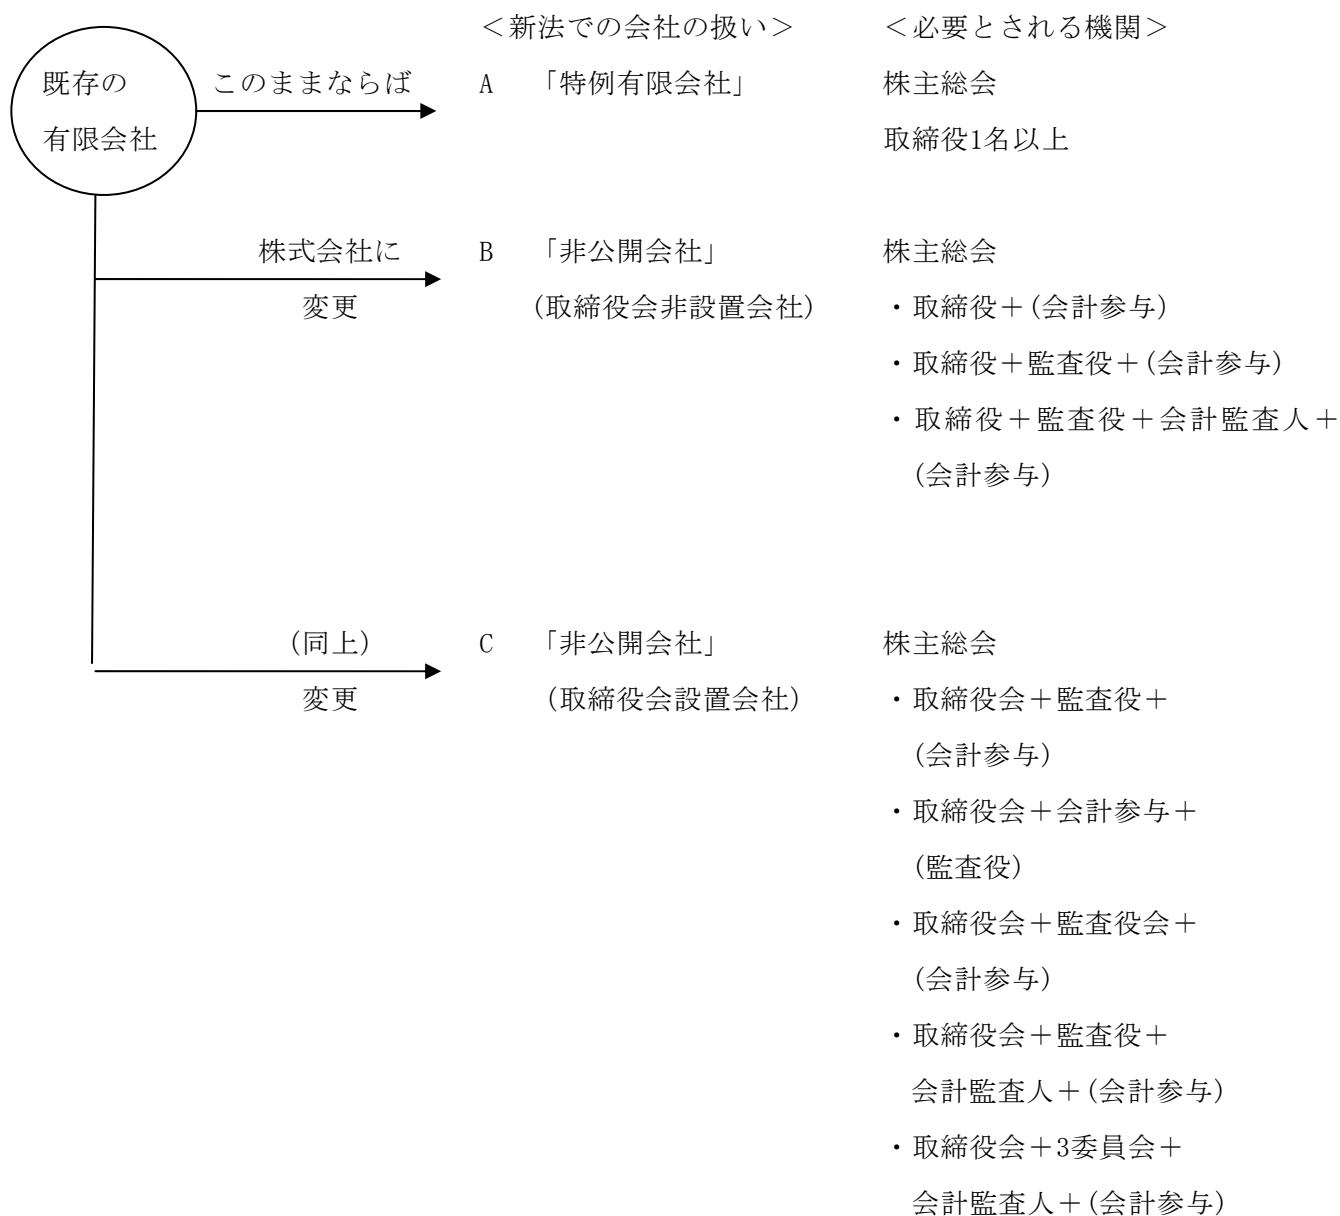 ＜新法での会社の扱い＞　＜必要とされる機関＞
既存の　このままならば　A　「特例有限会社」　株主総会
有限会社　取締役1名以上
株式会社に　B　「非公開会社」　株主総会
変更　(取締役会非設置会社)　・取締役＋(会計参与)
・取締役＋監査役＋(会計参与)
・取締役＋監査役＋会計監査人＋
(会計参与)
(同上)　C　「非公開会社」　株主総会
変更　(取締役会設置会社)　・取締役会＋監査役＋
(会計参与)
・取締役会＋会計参与＋
(監査役)
・取締役会＋監査役会＋
(会計参与)
・取締役会＋監査役＋
会計監査人＋(会計参与)
・取締役会＋3委員会＋
会計監査人＋(会計参与)